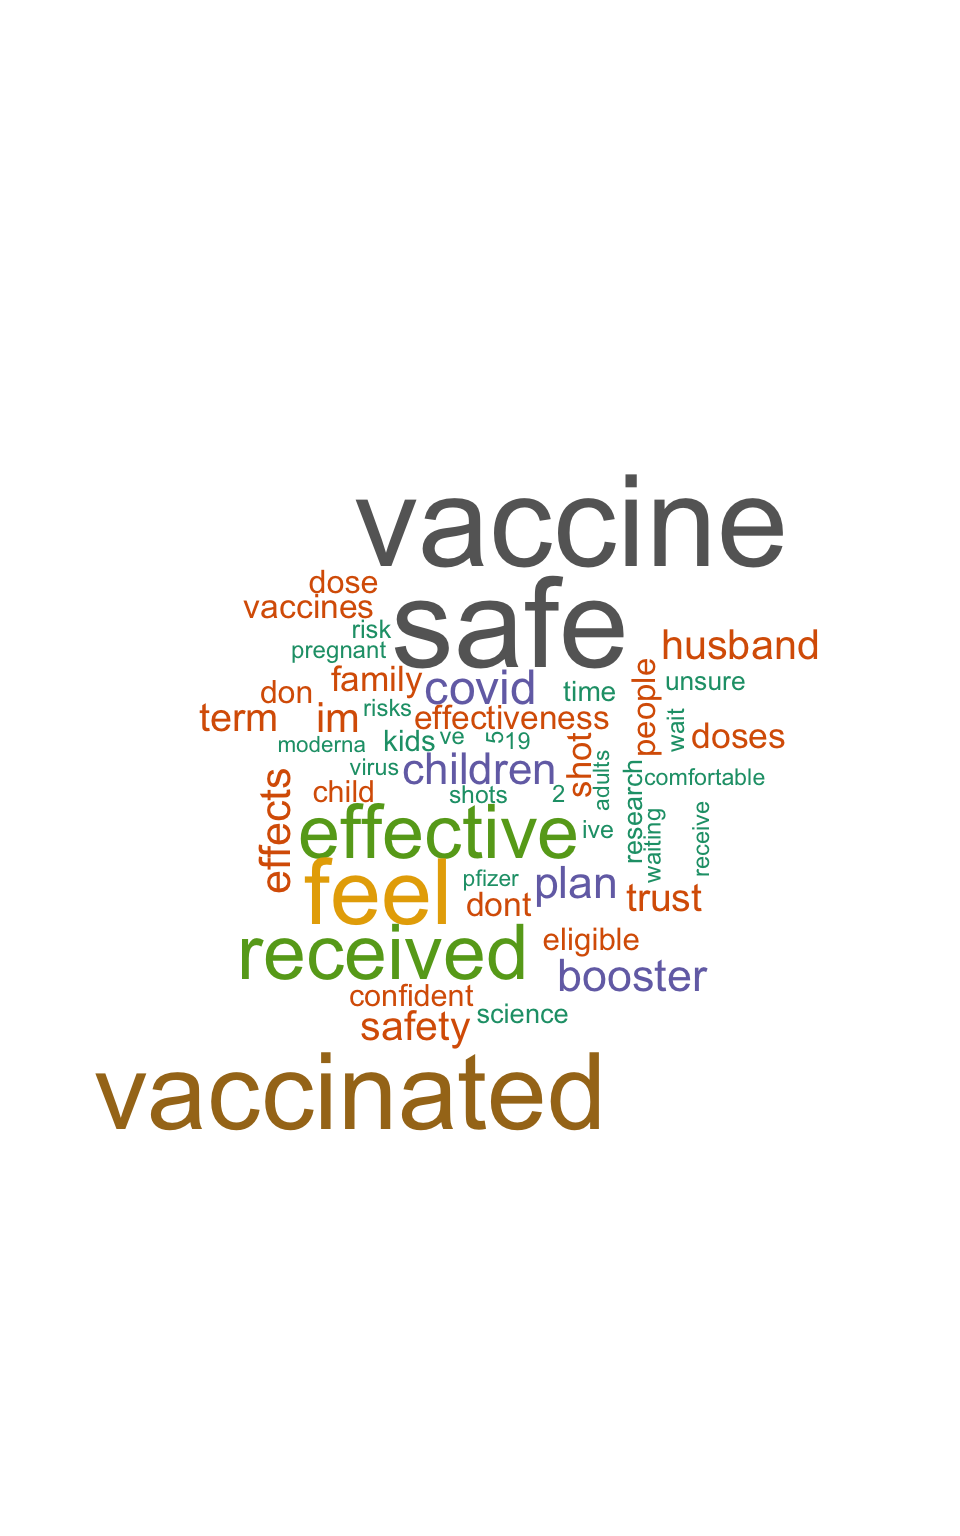 vaccine
dose
safe
vaccines
risk
pregnant
husband
family
covid
time
people
unsure
don
term
im
risks
effectiveness
wait
doses
moderna
kids
ve
5
19
shot
virus
children
adults
research
comfortable
effects
child
shots
2
effective
ive
waiting
receive
feel
pfizer
plan
dont
trust
received
eligible
booster
confident
safety
science
vaccinated